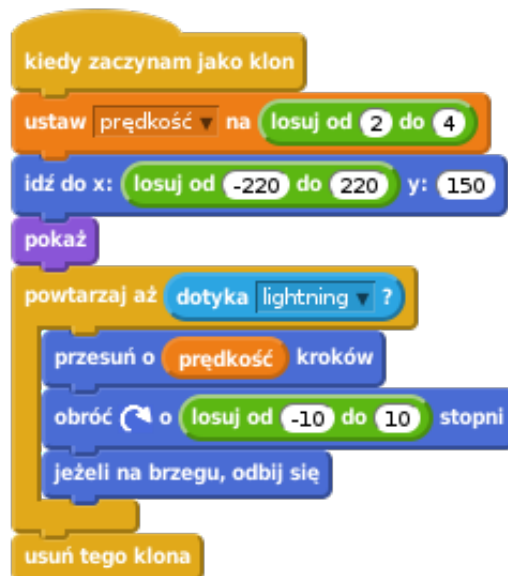 kiedy zaczynam jako klon
ustaw prędkość na losuj od 2 do 4
idź do x: losuj od -220 do 220 y: 150
pokaż
powtarzaj aż dotyka lightning ?
przesuń o prędkość kroków
obróć o losuj od -10 do 10 stopni
jeżeli na brzegu, odbij się
usuń tego klona